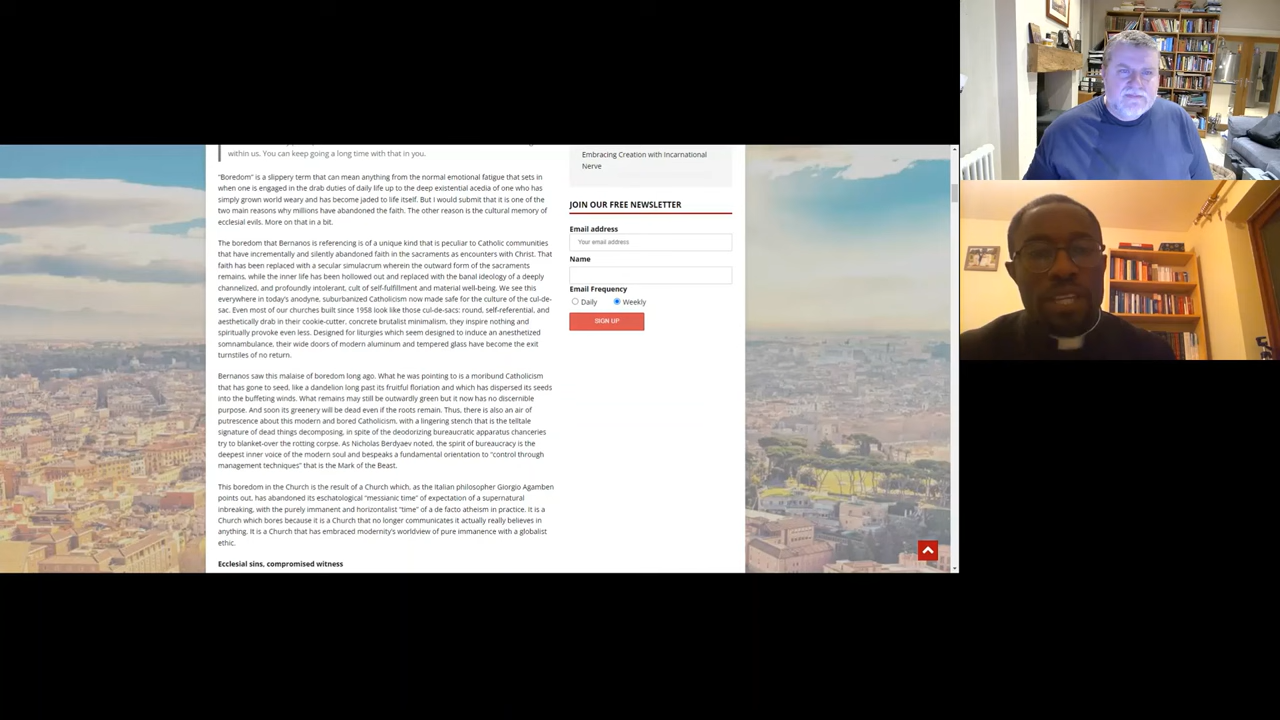 within us. You can keep going a long time with that in you.
"Boredom" is a slippery term that can mean anything from the normal emotional fatigue that sets in
when one is engaged in the drab duties of daily life up to the deep existential acedia of one who has
simply grown world weary and has become jaded to life itself. But I would submit that it is one of the
two main reasons why millions have abandoned the faith. The other reason is the cultural memory of
ecclesial evils. More on that in a bit.
The boredom that Bernanos is referencing is of a unique kind that is peculiar to Catholic communities
that have incrementally and silently abandoned faith in the sacraments as encounters with Christ. That
faith has been replaced with a secular simulacrum wherein the outward form of the sacraments
remains, while the inner life has been hollowed out and replaced with the banal ideology of a deeply
channelized, and profoundly intolerant, cult of self-fulfillment and material well-being. We see this
everywhere in today's anodyne, suburbanized Catholicism now made safe for the culture of the cul-de-
sac. Even most of our churches built since 1958 look like those cul-de-sacs: round, self-referential, and
aesthetically drab in their cookie-cutter, concrete brutalist minimalism, they inspire nothing and
spiritually provoke even less. Designed for liturgies which seem designed to induce an anesthetized
somnambulance, their wide doors of modern aluminum and tempered glass have become the exit
turnstiles of no return.
Bernanos saw this malaise of boredom long ago. What he was pointing to is a moribund Catholicism
that has gone to seed, like a dandelion long past its fruitful floriation and which has dispersed its seeds
into the buffeting winds. What remains may still be outwardly green but it now has no discernible
purpose. And soon its greenery will be dead even if the roots remain. Thus, there is also an air of
putrescence about this modern and bored Catholicism, with a lingering stench that is the telltale
signature of dead things decomposing, in spite of the deodorizing bureaucratic apparatus chanceries
try to blanket-over the rotting corpse. As Nicholas Berdyaev noted, the spirit of bureaucracy is the
deepest inner voice of the modern soul and bespeaks a fundamental orientation to "control through
management techniques" that is the Mark of the Beast.
This boredom in the Church is the result of a Church which, as the Italian philosopher Giorgio Agamben
points out, has abandoned its eschatological "messianic time" of expectation of a supernatural
inbreaking, with the purely immanent and horizontalist "time" of a de facto atheism in practice. It is a
Church which bores because it is a Church that no longer communicates it actually really believes in
anything. It is a Church that has embraced modernity's worldview of pure immanence with a globalist
ethic.
Ecclesial sins, compromised witness
Embracing Creation with Incarnational
Nerve
JOIN OUR FREE NEWSLETTER
Email address
Your email address
Name
Email Frequency
Daily Weekly
SIGN UP